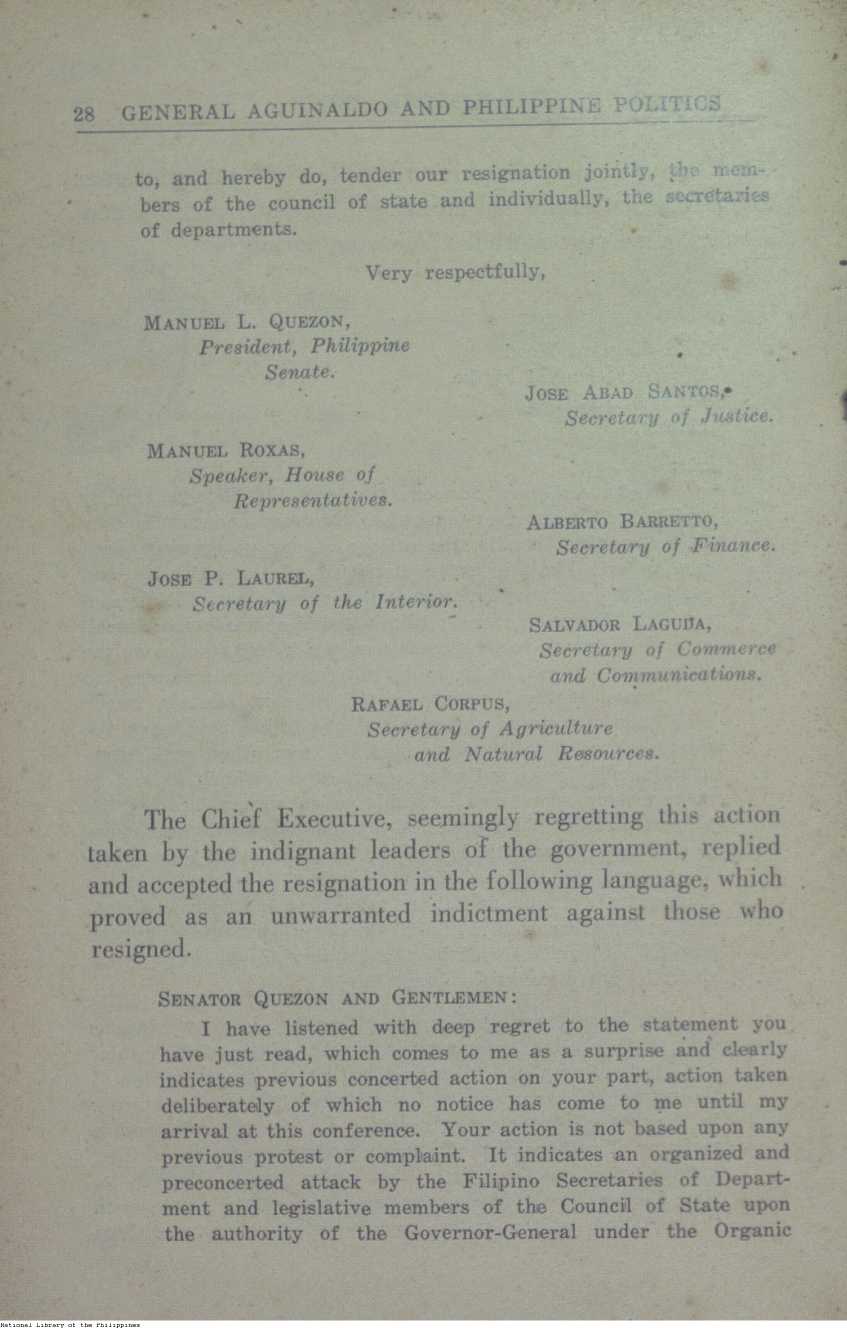 28 GENERAL AGUINALDO AND PHILIPPINE POLITICS
to, and hereby do, tender our resignation jointly, the mem-
bers of the council of state and individually, the secretaries
of departments.
Very respectfully,
MANUEL L. QUEZON,
President, Philippine
Senate.
JOSE ABAD SANTOS,
Secretary of Justice.
MANUEL ROXAS,
Speaker, House of
Representatives.
ALBERTO BARRETTO,
Secretary of Finance.
JOSE P. LAUREL,
Secretary of the Interior.
SALVADOR LAGUDA,
Secretary of Commerce
and Communications.
RAFAEL CORPUS,
Secretary of Agriculture
and Natural Resources.
The Chief Executive, seemingly regretting this action
taken by the indignant leaders of the government, replied
and accepted the resignation in the following language, which
proved as an unwarranted indictment against those who
resigned.
SENATOR QUEZON AND GENTLEMEN:
I have listened with deep regret to the statement you
have just read, which comes to me as a surprise and clearly
indicates previous concerted action on your part, action taken
deliberately of which no notice has come to me until my
arrival at this conference. Your action is not based upon any
previous protest or complaint. It indicates an organized and
preconcerted attack by the Filipino Secretaries of Depart-
ment and legislative members of the Council of State upon
the authority of the Governor-General under the Organic
National Library of the Philippines